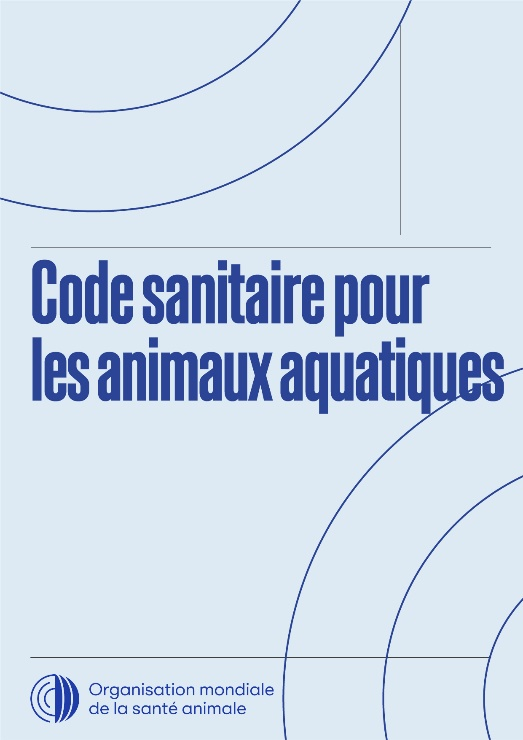 Code sanitaire pour
les animaux aquatiques
Organisation mondiale
de la santé animale